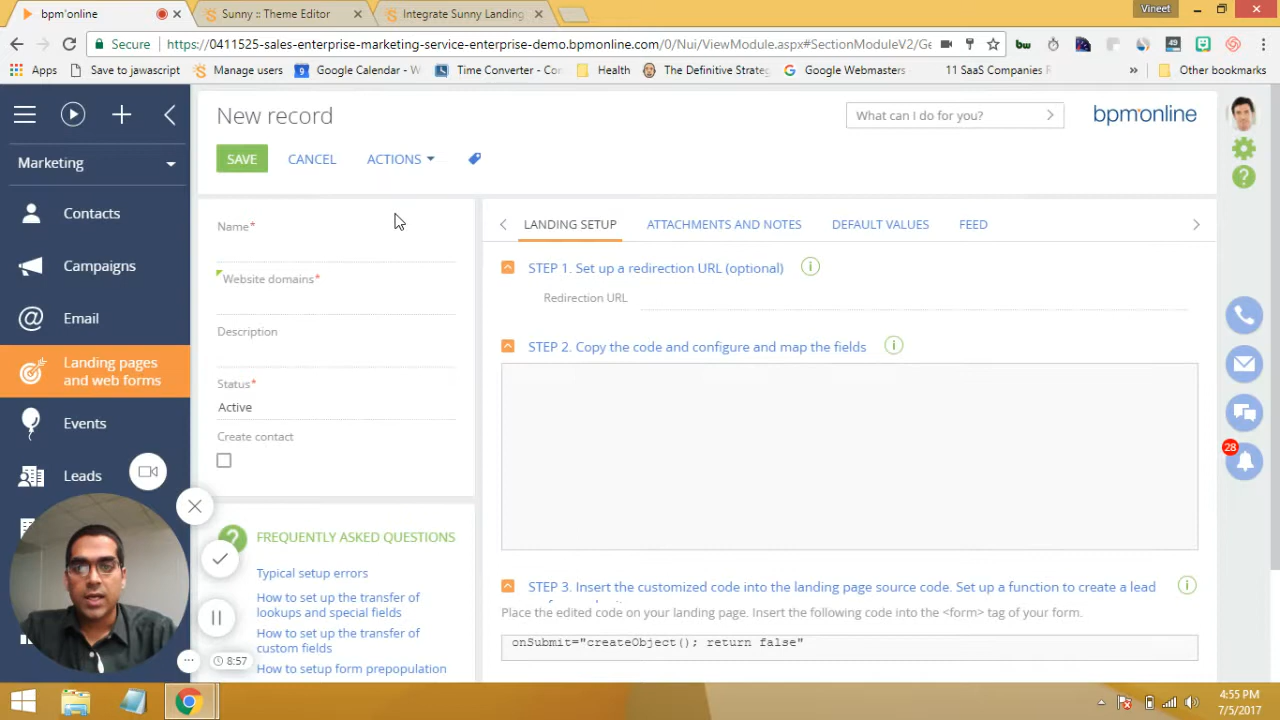 bpm'online
Sunny :: Theme Editor
Integrate Sunny Landing
Vineet
Secure
https://0411525-sales-enterprise-marketing-service-enterprise-demo.bpmonline.com/0/Nui/ViewModule.aspx#SectionModuleV2/Ge
Apps
Save to javascript
Manage users
Google Calendar - W
Time Converter - Co
Health
The Definitive Strate
Google Webmasters
11 SaaS Companies
Other bookmarks
Marketing
Contacts
Campaigns
Email
Landing pages
and web forms
Events
Leads
8:57
New record
What can I do for you?
bpm'online
SAVE
CANCEL
ACTIONS
Name*
Website domains*
Description
Status*
Active
Create contact
FREQUENTLY ASKED QUESTIONS
Typical setup errors
How to set up the transfer of
lookups and special fields
How to set up the transfer of
custom fields
How to setup form prepopulation
LANDING SETUP
ATTACHMENTS AND NOTES
DEFAULT VALUES
FEED
STEP 1. Set up a redirection URL (optional)
Redirection URL
STEP 2. Copy the code and configure and map the fields
STEP 3. Insert the customized code into the landing page source code. Set up a function to create a lead
Place the edited code on your landing page. Insert the following code into the <form> tag of your form.
onSubmit="createObject(); return false"
28
4:55 PM
7/5/2017